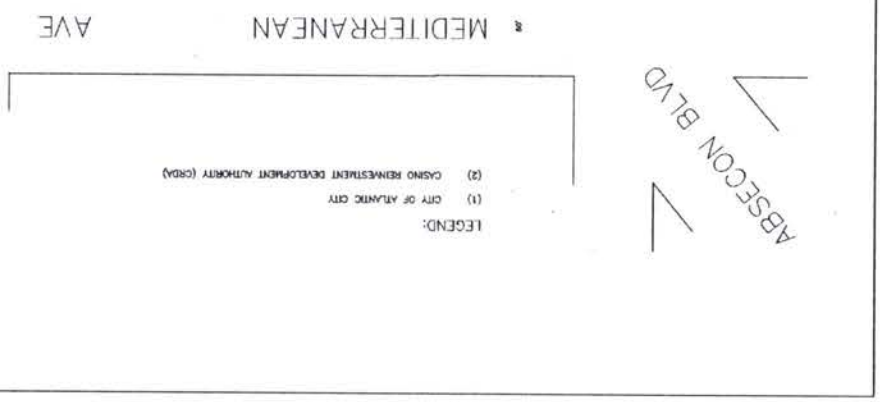 ABSECON BLVD
LEGEND:
(1) CITY OF ATLANTIC CITY
(2) CASINO REINVESTMENT DEVELOPMENT AUTHORITY (CRDA)
MEDITERRANEAN AVE